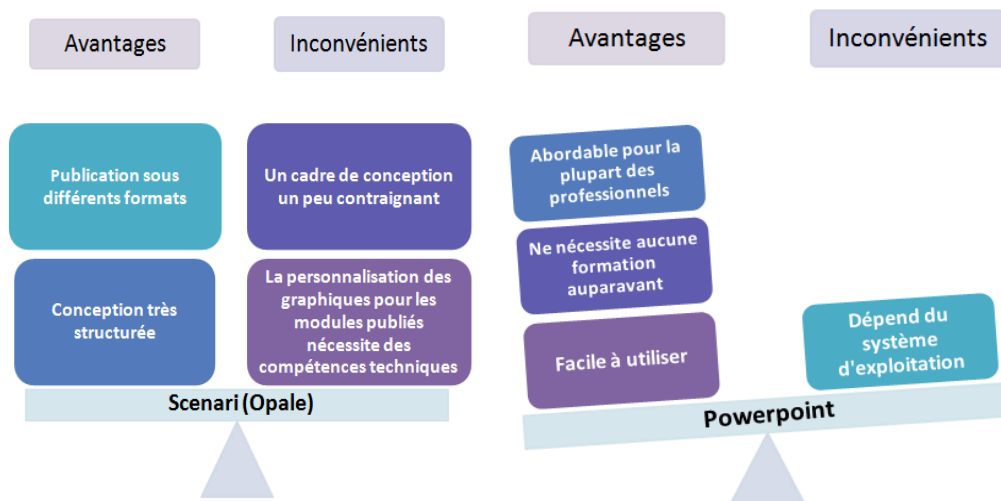 Avantages
Inconvénients
Publication sous
différents formats
Un cadre de conception
un peu contraignant
Conception très
structurée
La personnalisation des
graphiques pour les
modules publiés
nécessite des
compétences techniques
Scenari (Opale)
Avantages
Inconvénients
Abordable pour la
plupart des
professionnels
Ne nécessite aucune
formation
auparavant
Facile à utiliser
Dépend du
système
d'exploitation
Powerpoint